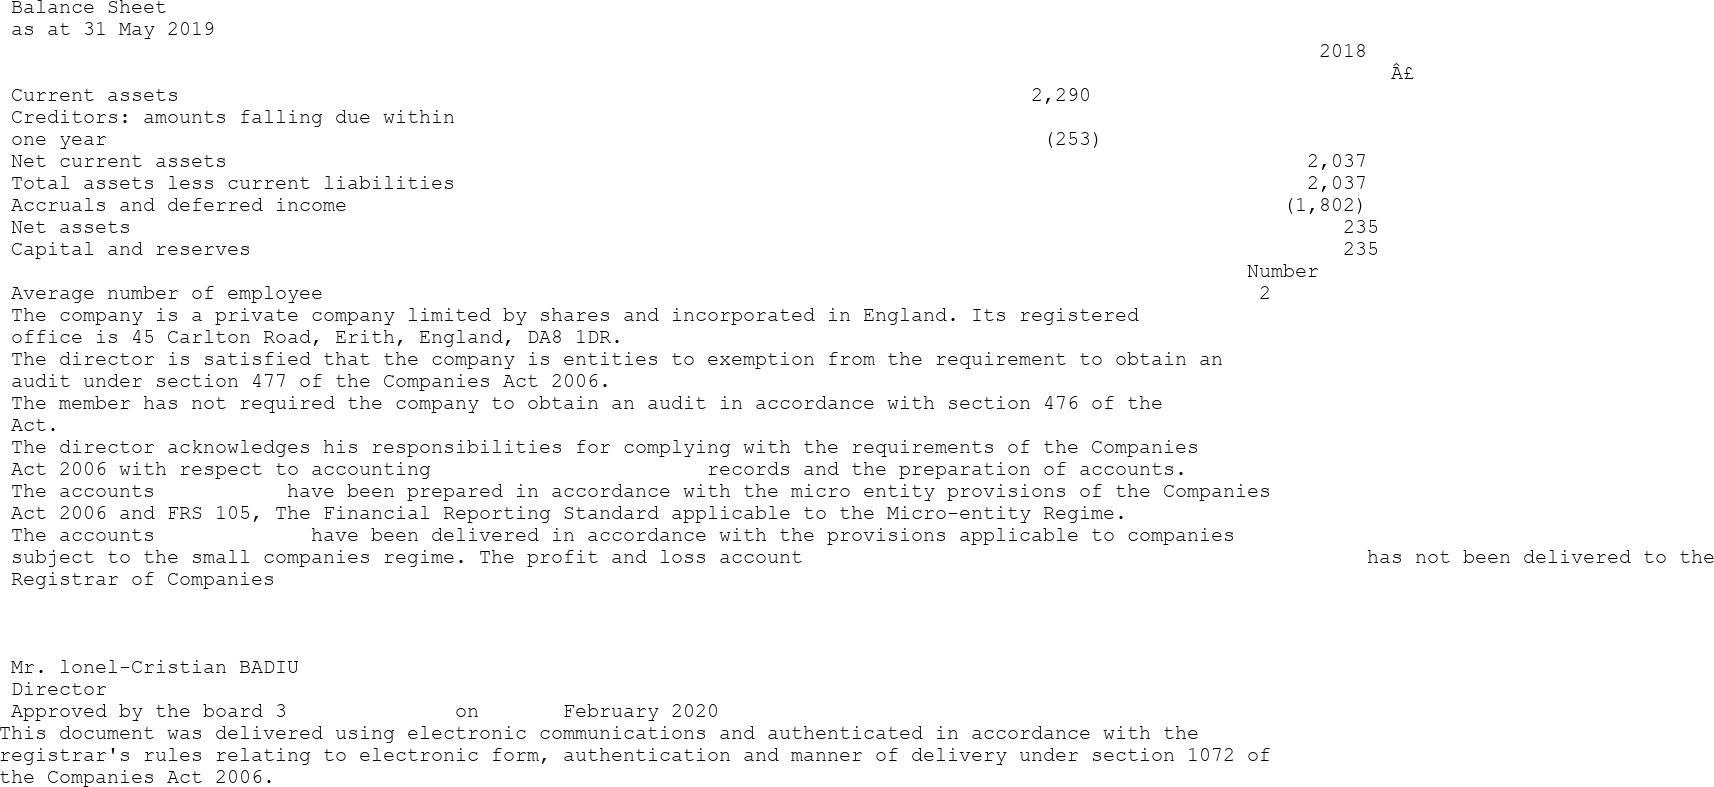 Balance Sheet
as at 31 May 2019
2018
Â£
Current assets 2,290
Creditors: amounts falling due within
one year (253)
Net current assets 2,037
Total assets less current liabilities 2,037
Accruals and deferred income (1,802)
Net assets 235
Capital and reserves 235
Number
Average number of employee 2
The company is a private company limited by shares and incorporated in England. Its registered
office is 45 Carlton Road, Erith, England, DA8 1DR.
The director is satisfied that the company is entities to exemption from the requirement to obtain an
audit under section 477 of the Companies Act 2006.
The member has not required the company to obtain an audit in accordance with section 476 of the
Act.
The director acknowledges his responsibilities for complying with the requirements of the Companies
Act 2006 with respect to accounting records and the preparation of accounts.
The accounts have been prepared in accordance with the micro entity provisions of the Companies
Act 2006 and FRS 105, The Financial Reporting Standard applicable to the Micro-entity Regime.
The accounts have been delivered in accordance with the provisions applicable to companies
subject to the small companies regime. The profit and loss account has not been delivered to the
Registrar of Companies
Mr. lonel-Cristian BADIU
Director
Approved by the board 3 on February 2020
This document was delivered using electronic communications and authenticated in accordance with the
registrar's rules relating to electronic form, authentication and manner of delivery under section 1072 of
the Companies Act 2006.